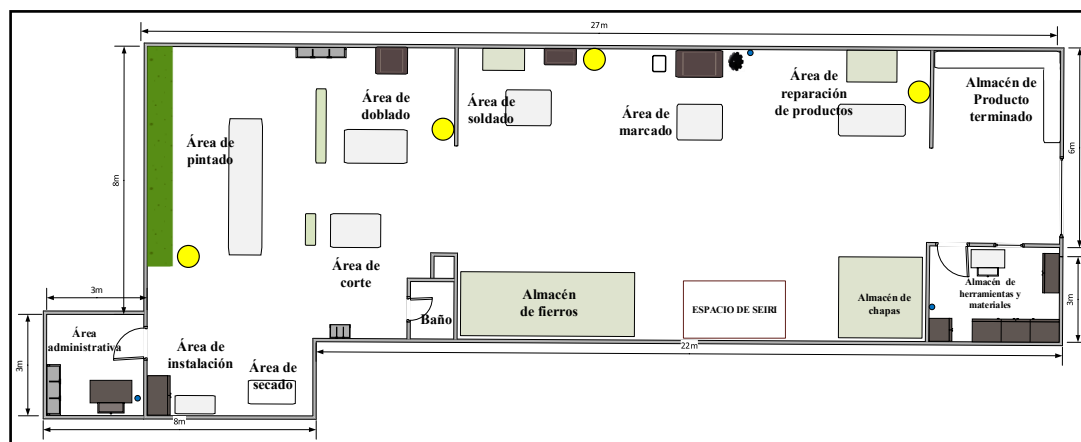 27m
Área de
doblado
Área de
soldado
Área de
marcado
Área de
reparación
de productos
Almacén de
Producto
terminado
Área de
pintado
8m
6m
Área de
corte
3m
Almacén
de fierros
ESPACIO DE SEIRI
Almacén de
chapas
Almacén de
herramientas y
materiales
3m
Baño
Área
administrativa
Área de
instalación
Área de
secado
3m
22m
8m